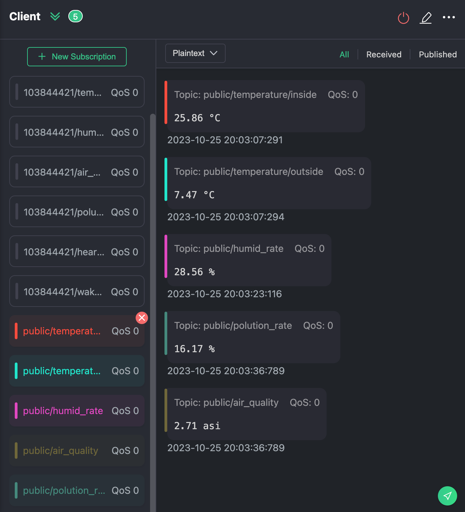 Client 5
+ New Subscription
103844421/tem... QoS 0
103844421/hum... QoS 0
103844421/air_... QoS 0
103844421/polu... QoS 0
103844421/hear... QoS 0
103844421/wak... QoS 0
public/temperat... QoS 0
public/temperat... QoS 0
public/humid_rate QoS 0
public/air_quality QoS 0
public/polution_r... QoS 0
Plaintext
All Received Published
Topic: public/temperature/inside QoS: 0
25.86 °C
2023-10-25 20:03:07:291
Topic: public/temperature/outside QoS: 0
7.47 °C
2023-10-25 20:03:07:294
Topic: public/humid_rate QoS: 0
28.56 %
2023-10-25 20:03:23:116
Topic: public/polution_rate QoS: 0
16.17 %
2023-10-25 20:03:36:789
Topic: public/air_quality QoS: 0
2.71 asi
2023-10-25 20:03:36:789